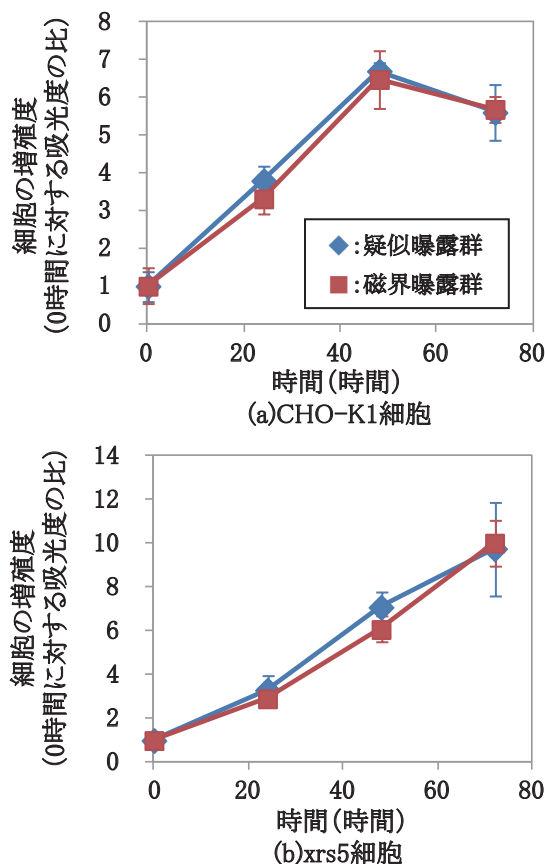 細胞の増殖度
(0時間に対する吸光度の比)
8
7
6
5
4
3
2
1
0
:疑似曝露群
:磁界曝露群
0 20 40 60 80
時間(時間)
(a)CHO-K1細胞
細胞の増殖度
(0時間に対する吸光度の比)
14
12
10
8
6
4
2
0
0 20 40 60 80
時間(時間)
(b)xrs5細胞